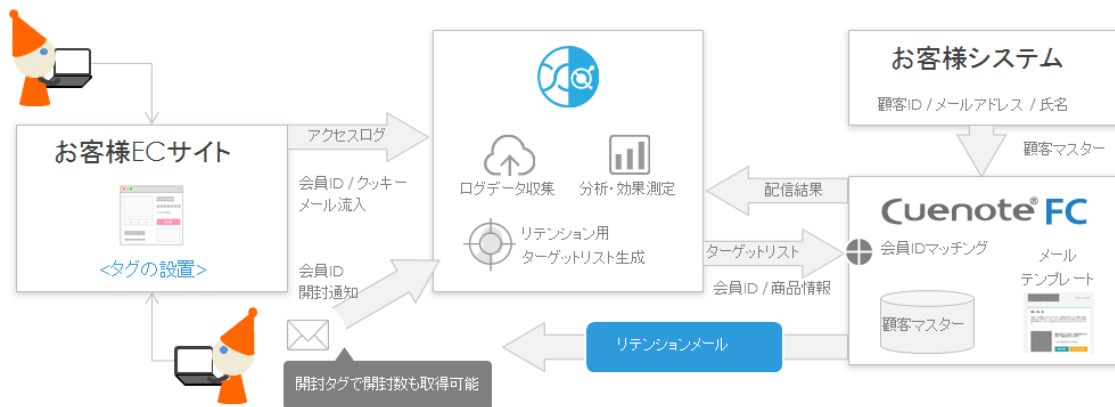 お客様ECサイト
<タグの設置>
アクセスログ
会員ID / クッキー
メール流入
会員ID
開封通知
開封タグで開封数も取得可能
ログデータ収集
分析・効果測定
リテンション用
ターゲットリスト生成
配信結果
ターゲットリスト
会員ID / 商品情報
リテンションメール
お客様システム
顧客ID / メールアドレス / 氏名
顧客マスター
Cuenote® FC
会員IDマッチング
メール
テンプレート
顧客マスター